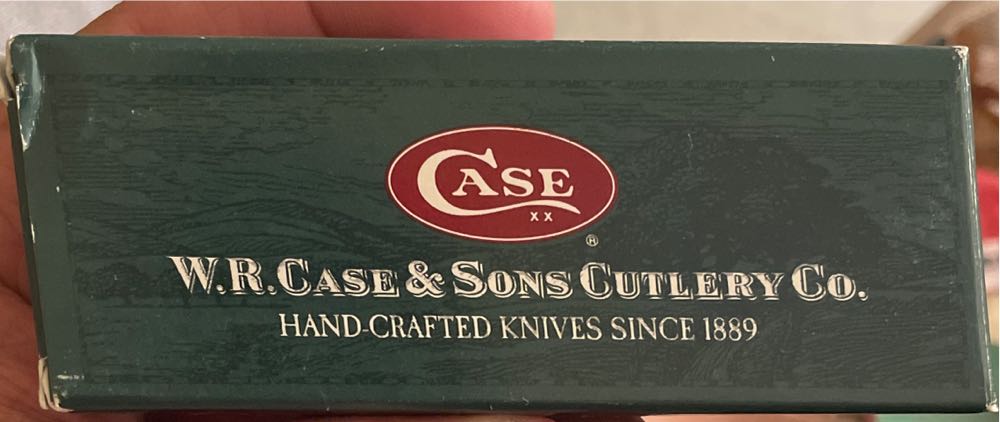 CASE
XX
®
W.R. CASE & SONS CUTLERY CO.
HAND-CRAFTED KNIVES SINCE 1889